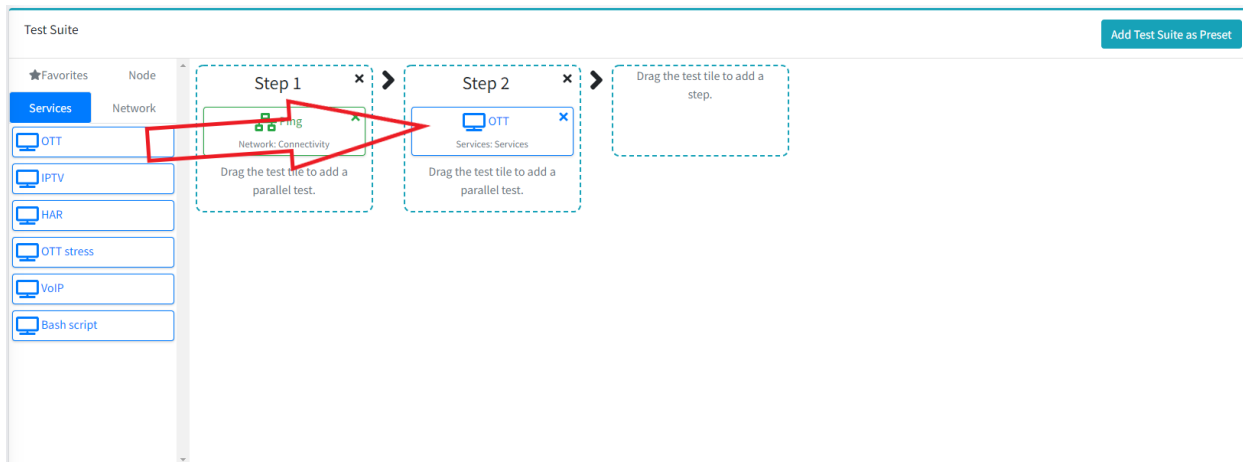 Test Suite
Add Test Suite as Preset
Favorites
Node
Services
Network
OTT
IPTV
HAR
OTT stress
VoIP
Bash script
Step 1
Ping
Network: Connectivity
Drag the test tile to add a
parallel test.
Step 2
OTT
Services: Services
Drag the test tile to add a
parallel test.
Drag the test tile to add a
step.